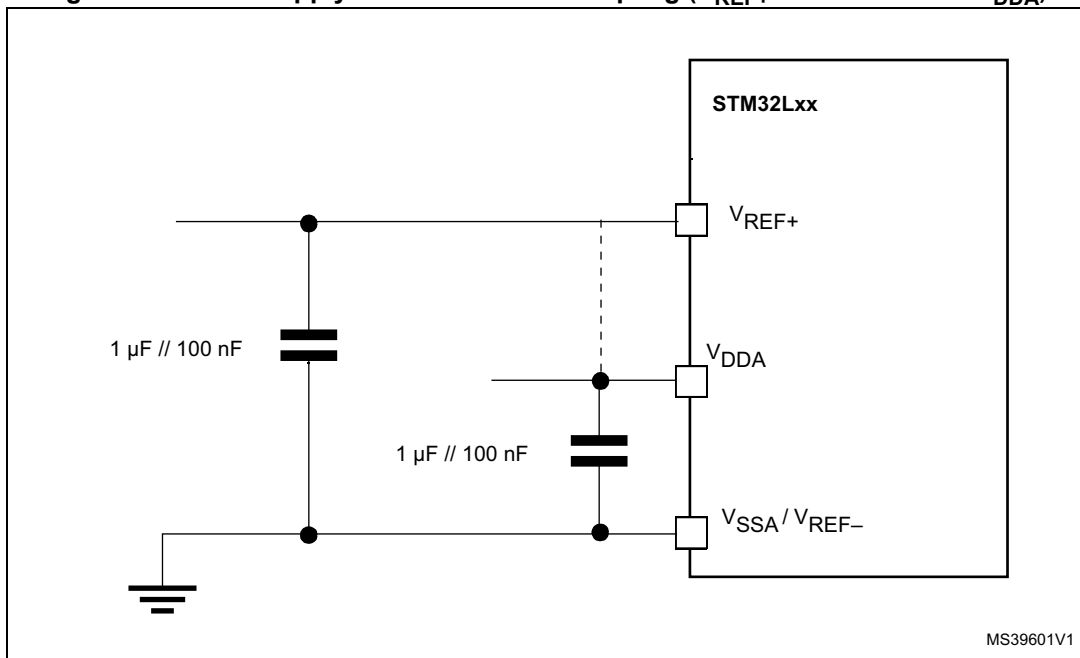 STM32Lxx
VREF+
1 µF // 100 nF
VDDA
1 µF // 100 nF
VSSA / VREF–
MS39601V1